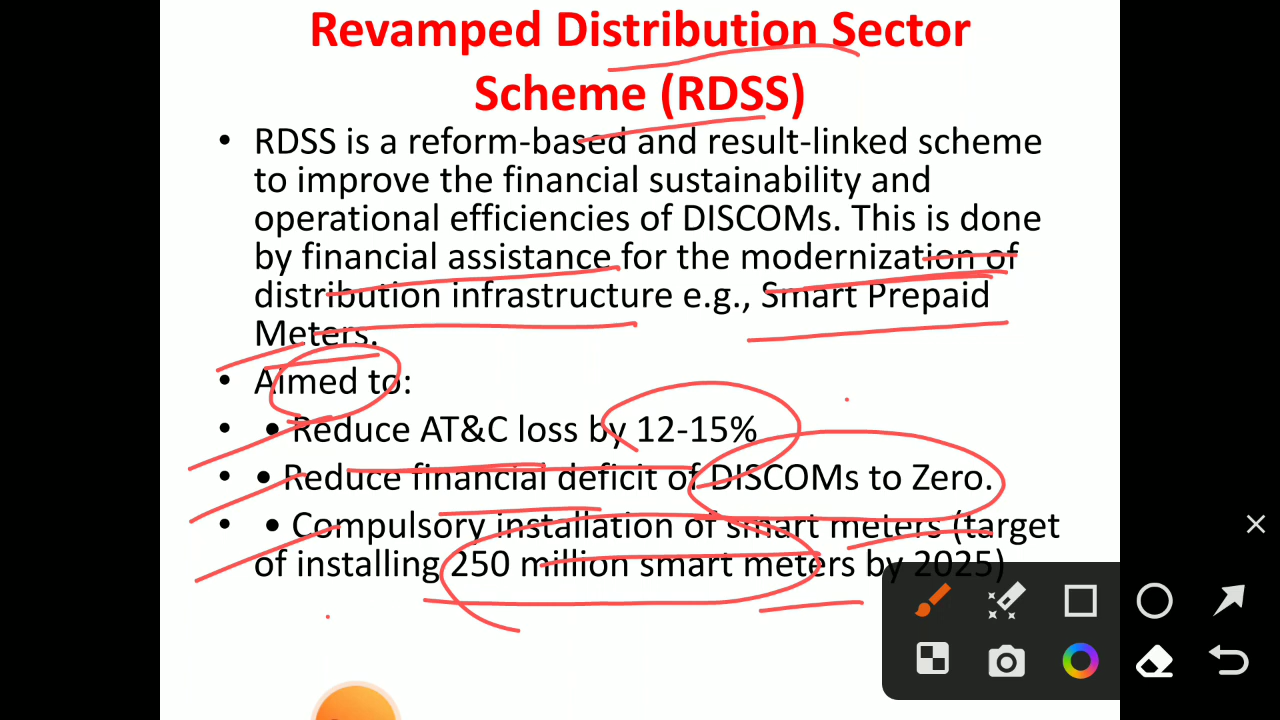 Revamped Distribution Sector
Scheme (RDSS)
• RDSS is a reform-based and result-linked scheme
to improve the financial sustainability and
operational efficiencies of DISCOMs. This is done
by financial assistance for the modernization of
distribution infrastructure e.g., Smart Prepaid
Meters.
• Aimed to:
• • Reduce AT&C loss by 12-15%
• • Reduce financial deficit of DISCOMs to Zero.
• • Compulsory installation of smart meters (target
of installing 250 million smart meters by 2025)